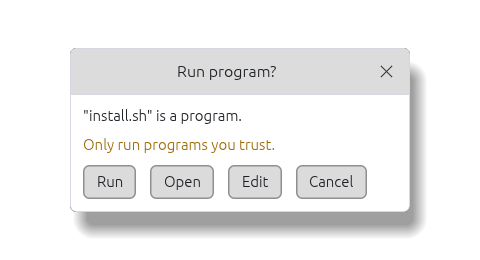 Run program?
"install.sh" is a program.
Only run programs you trust.
Run Open Edit Cancel